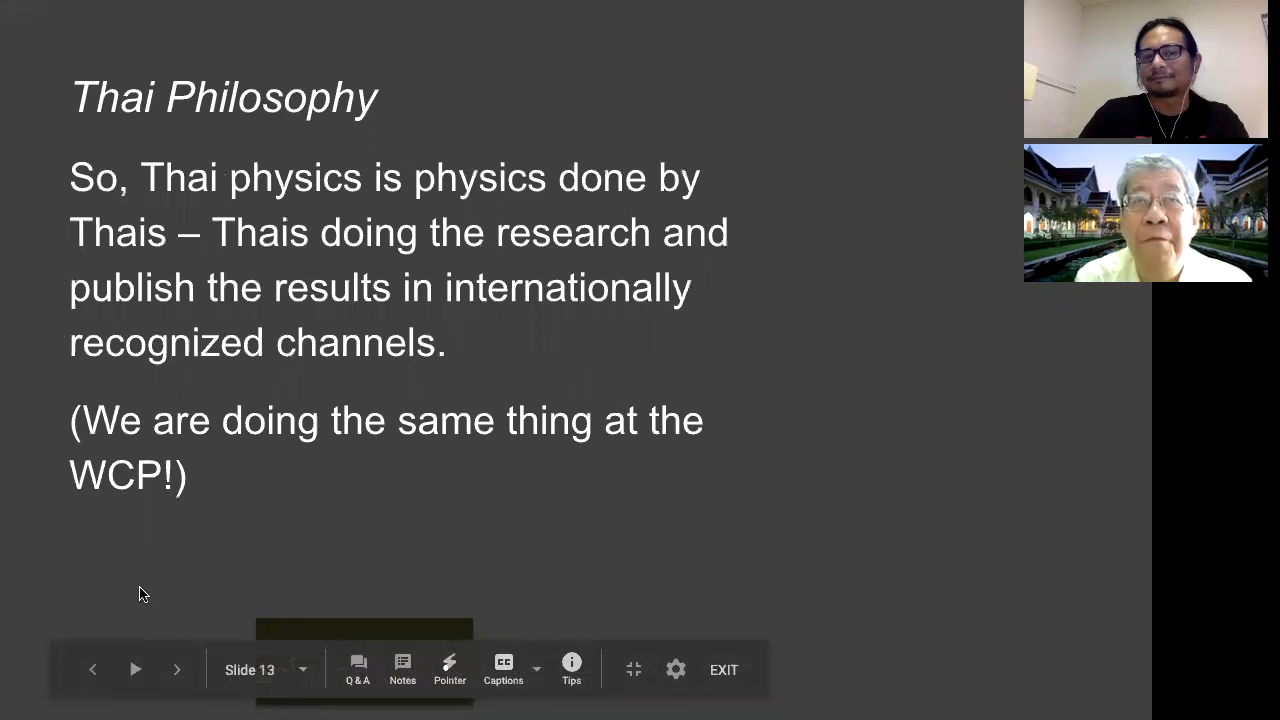 Thai Philosophy
So, Thai physics is physics done by
Thais – Thais doing the research and
publish the results in internationally
recognized channels.
(We are doing the same thing at the
WCP!)
Slide 13
Q & A
Notes
Pointer
Captions
Tips
EXIT